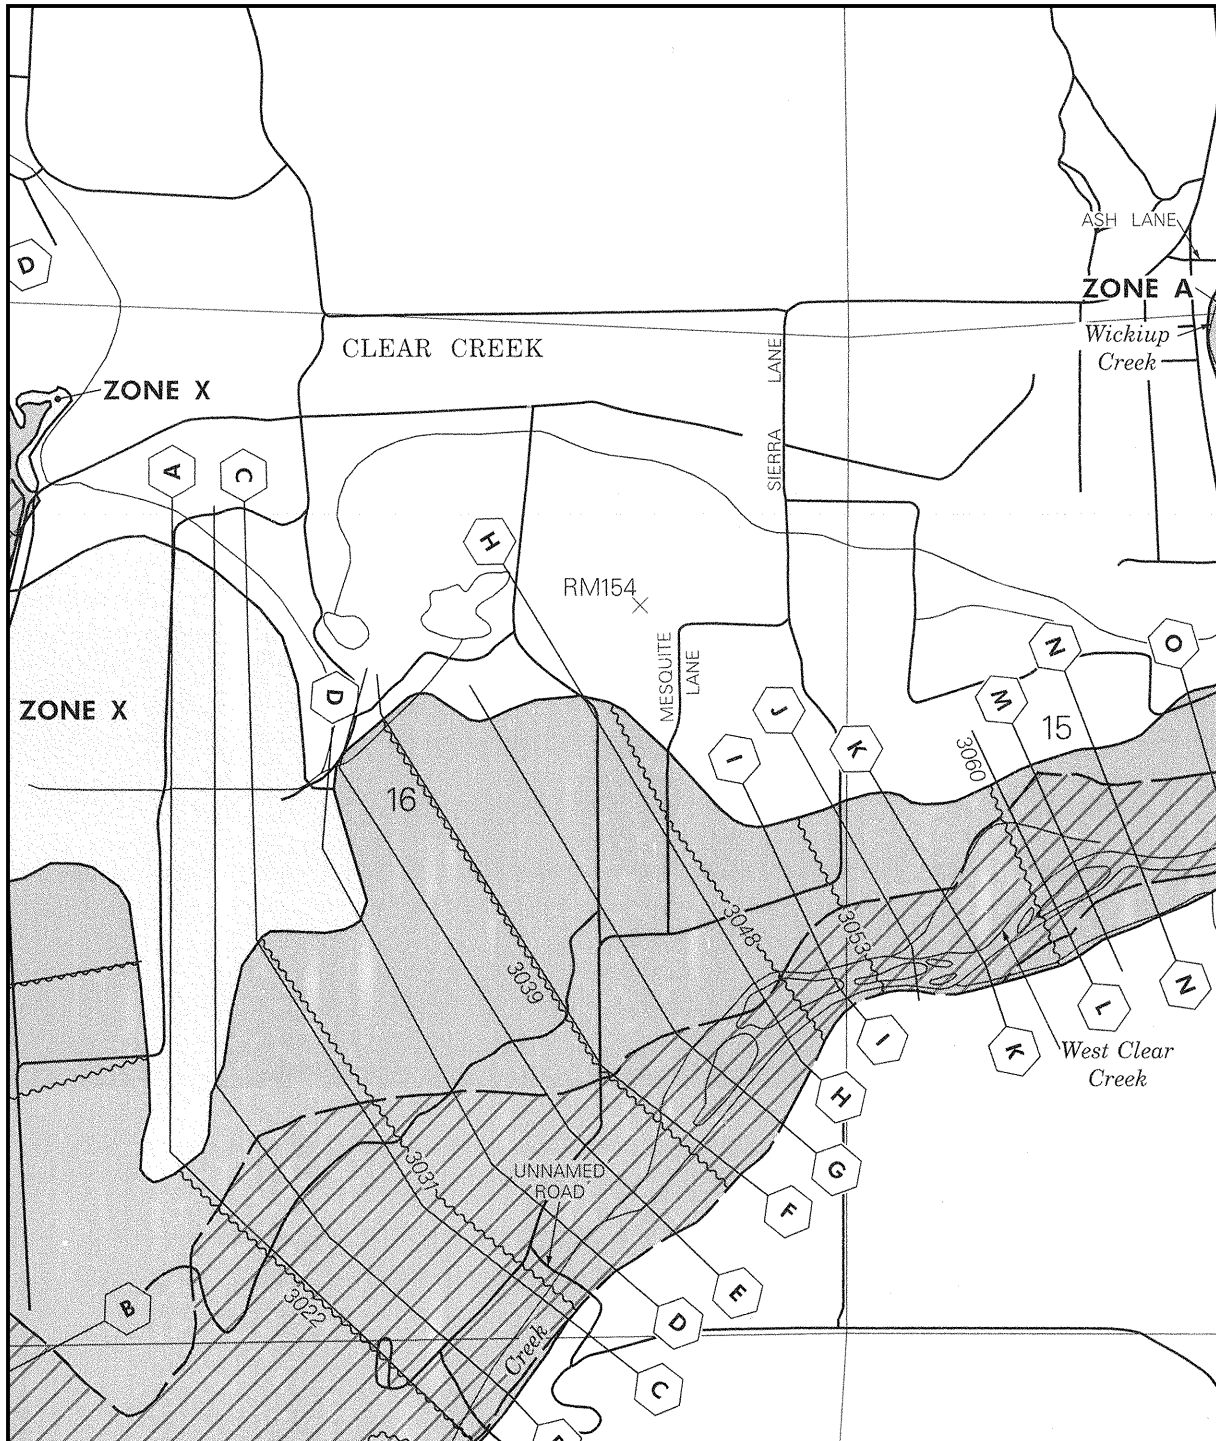 ASH LANE
D
ZONE A
Wickiup
Creek
CLEAR CREEK
SIERRA LANE
ZONE X
A
C
H
RM154
MESQUITE
LANE
N
O
ZONE X
D
J
M
15
K
I
3060
16
3048
3053
3039
N
L
I
K
West Clear
Creek
H
G
3031
UNNAMED
ROAD
F
B
3022
E
D
Creek
C